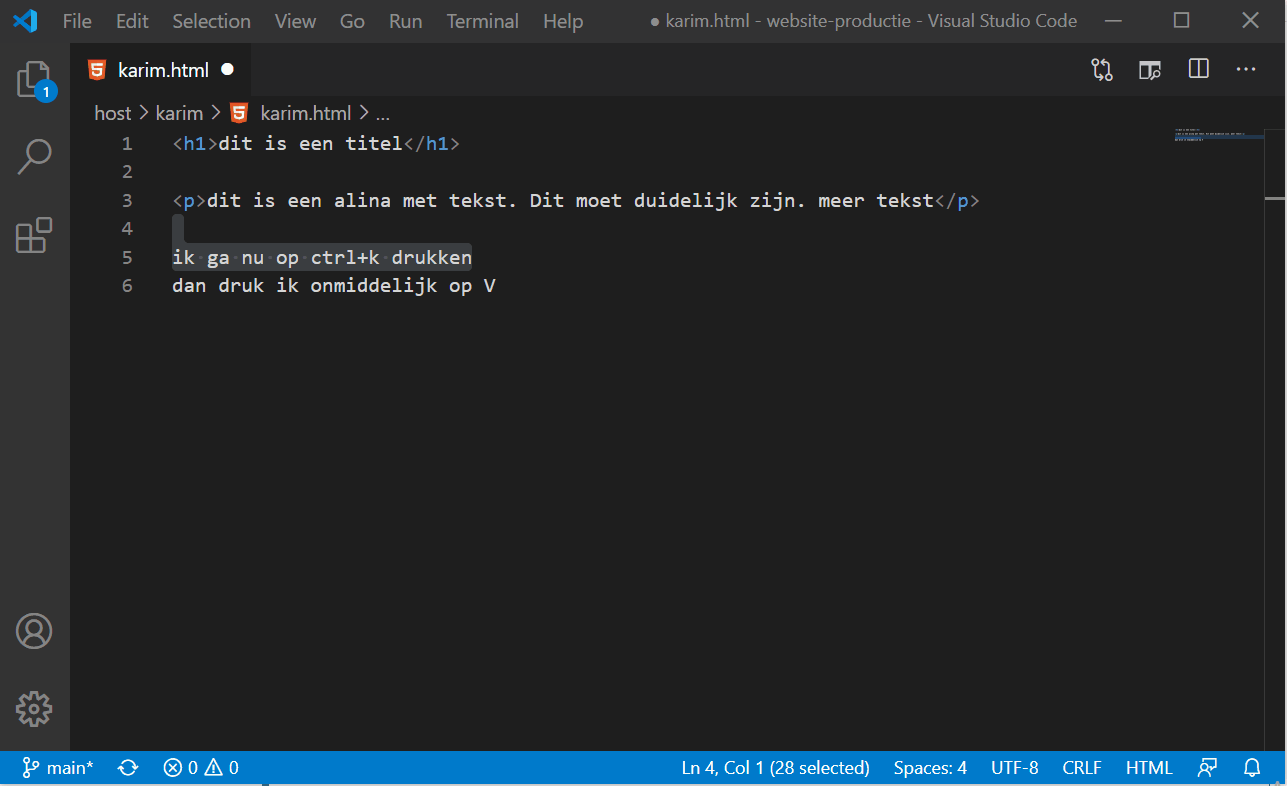 File Edit Selection View Go Run Terminal Help ● karim.html - website-productie - Visual Studio Code
karim.html
1
host > karim > karim.html > ...
1 <h1>dit is een titel</h1>
2
3 <p>dit is een alina met tekst. Dit moet duidelijk zijn. meer tekst</p>
4
5 ik ga nu op ctrl+k drukken
6 dan druk ik onmiddelijk op V
main* 0 0 Ln 4, Col 1 (28 selected) Spaces: 4 UTF-8 CRLF HTML